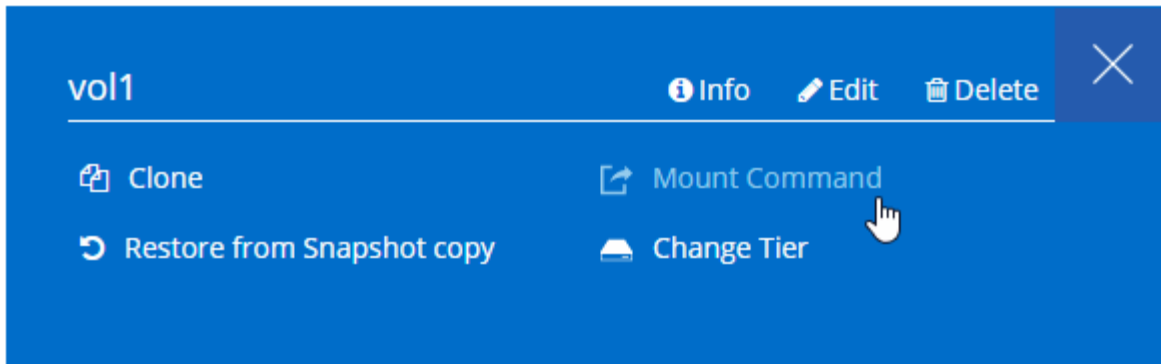 vol1
Info Edit Delete
Clone
Mount Command
Restore from Snapshot copy
Change Tier